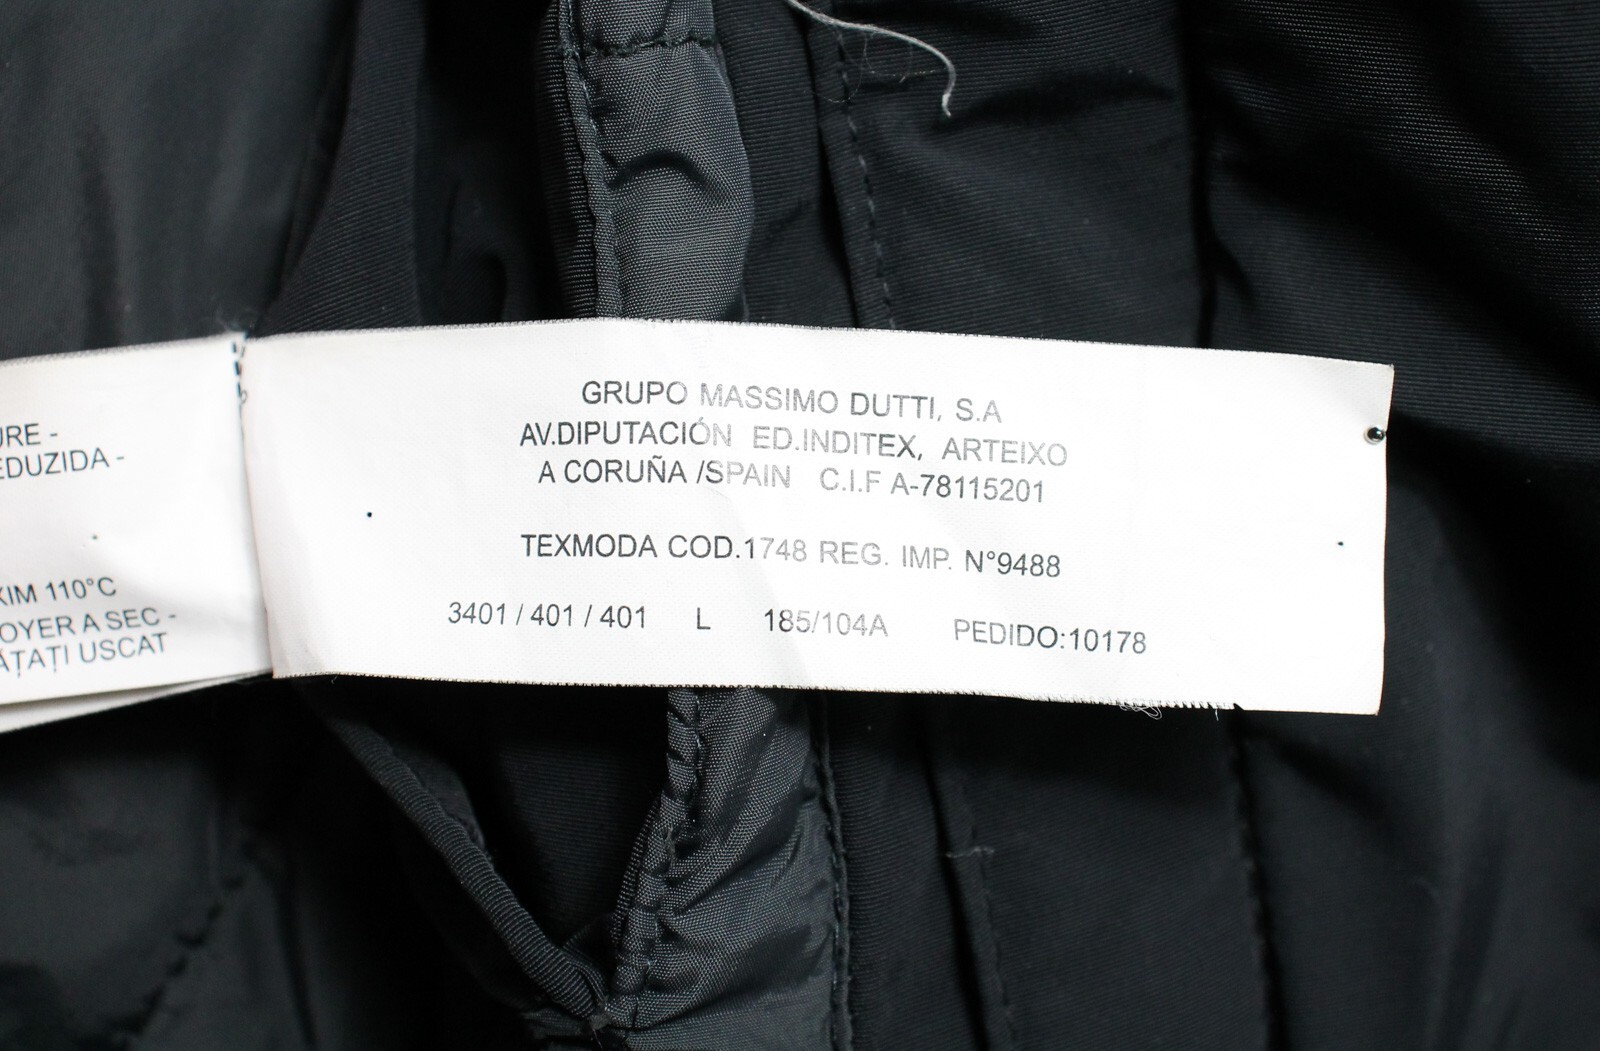 URE -
EDUZIDA -
XIM 110°C
OYER A SEC -
ĂȚAȚI USCAT
GRUPO MASSIMO DUTTI, S.A
AV.DIPUTACIÓN ED.INDITEX, ARTEIXO
A CORUÑA /SPAIN C.I.F A-78115201
TEXMODA COD.1748 REG. IMP. N°9488
3401 / 401 / 401 L 185/104A PEDIDO:10178